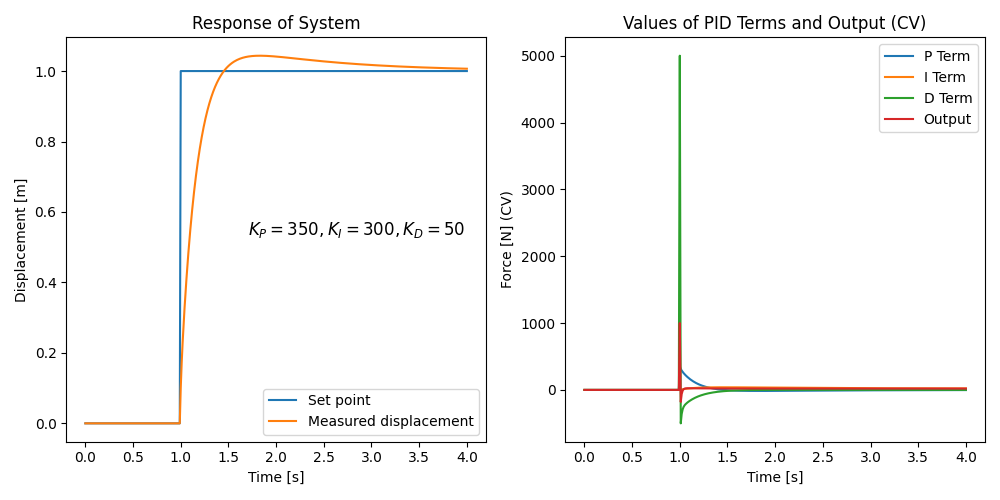 Response of System
Displacement [m]
1.0
0.8
0.6
0.4
0.2
0.0
K_P = 350, K_I = 300, K_D = 50
Set point
Measured displacement
0.0 0.5 1.0 1.5 2.0 2.5 3.0 3.5 4.0
Time [s]
Values of PID Terms and Output (CV)
Force [N] (CV)
5000
4000
3000
2000
1000
0
P Term
I Term
D Term
Output
0.0 0.5 1.0 1.5 2.0 2.5 3.0 3.5 4.0
Time [s]